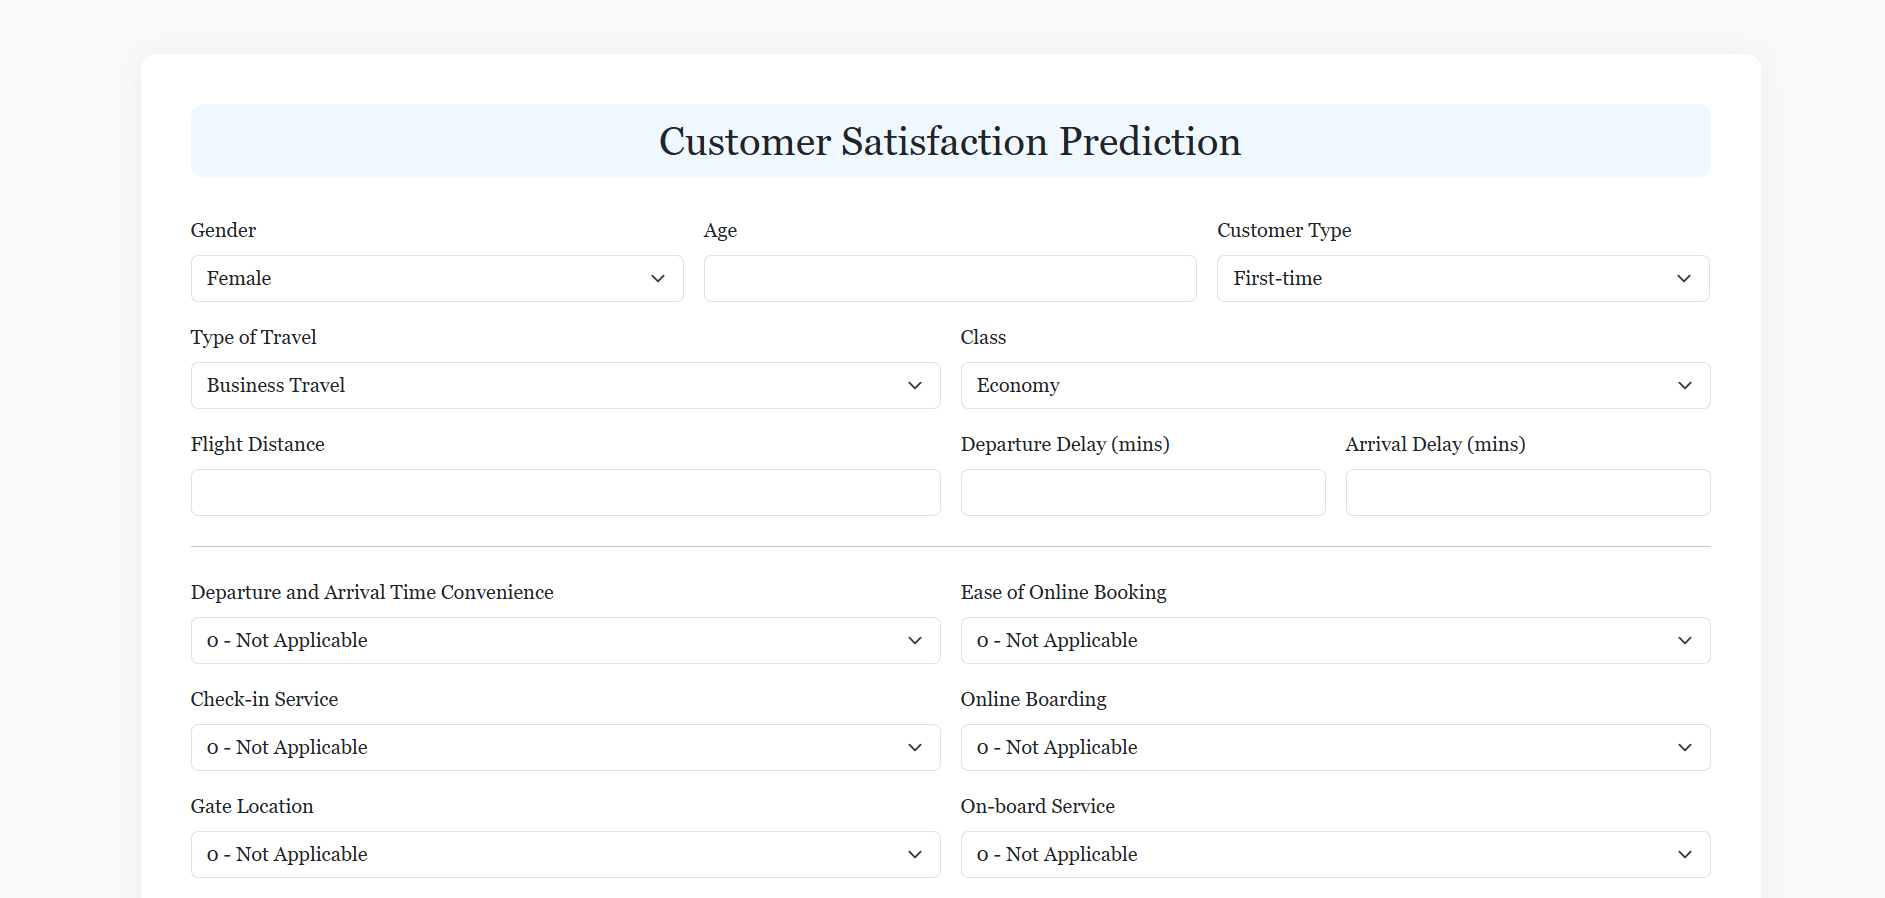 Customer Satisfaction Prediction
Gender
Age
Customer Type
Female
First-time
Type of Travel
Class
Business Travel
Economy
Flight Distance
Departure Delay (mins)
Arrival Delay (mins)
Departure and Arrival Time Convenience
Ease of Online Booking
0 - Not Applicable
0 - Not Applicable
Check-in Service
Online Boarding
0 - Not Applicable
0 - Not Applicable
Gate Location
On-board Service
0 - Not Applicable
0 - Not Applicable